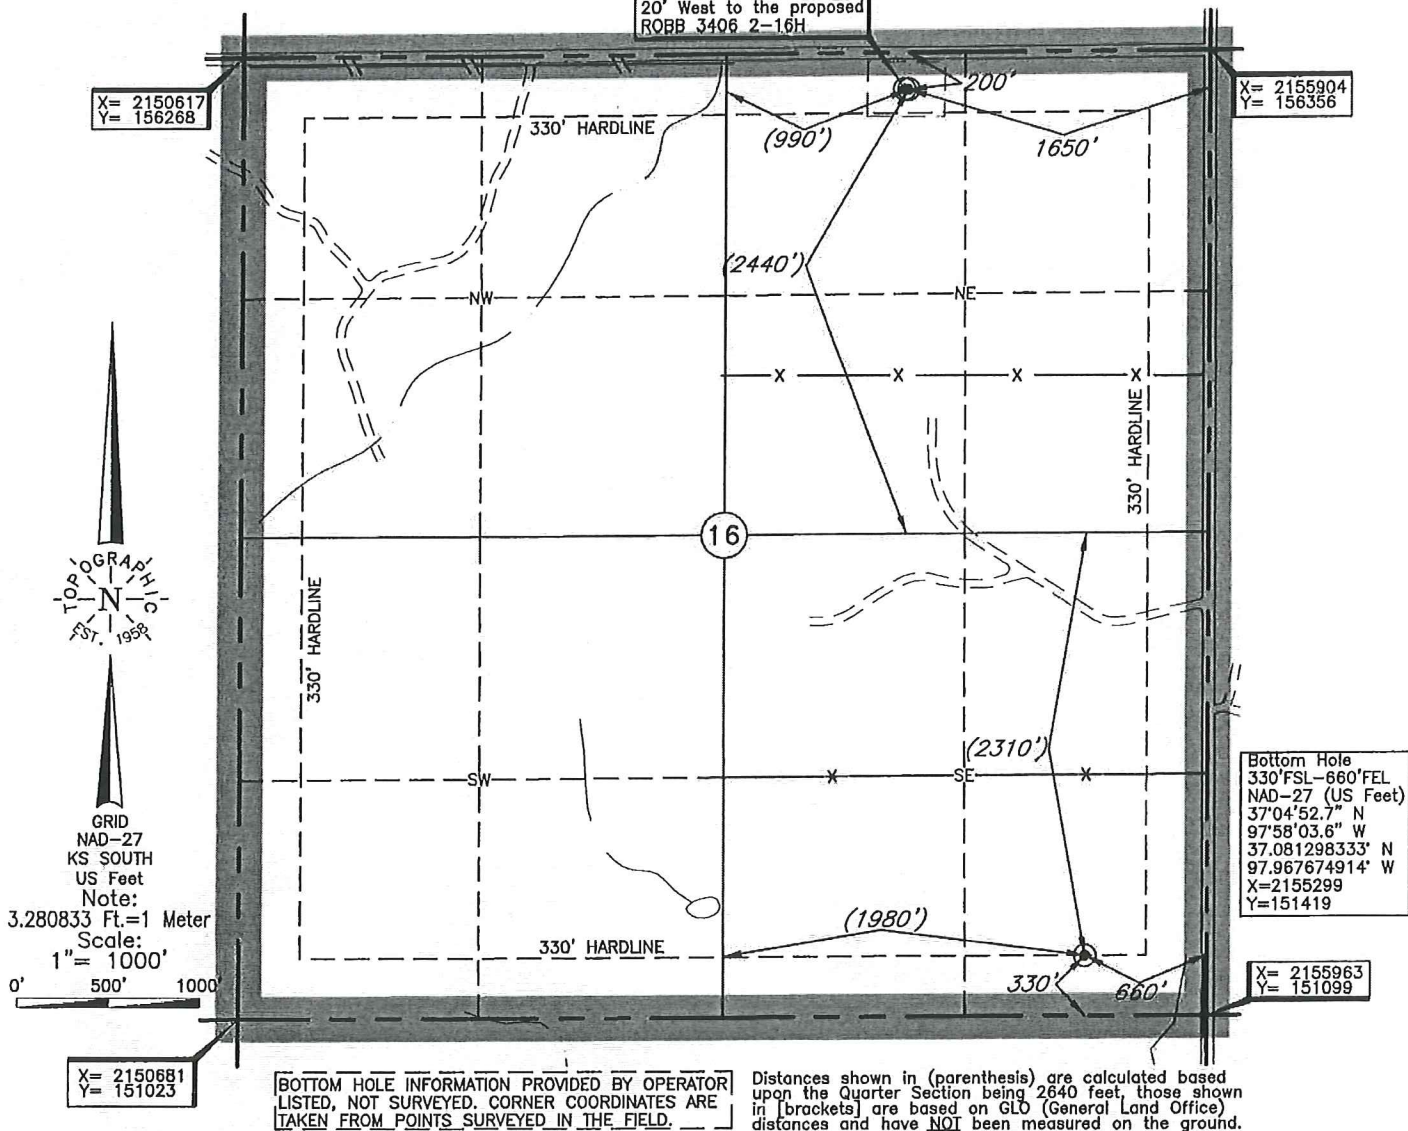 20' West to the proposed
ROBB 3406 2-16H
X= 2150617
Y= 156268
X= 2155904
Y= 156356
200'
330' HARDLINE
(990')
1650'
(2440')
NW
NE
X X X X
330' HARDLINE
16
TOPOGRAPHIC
N
EST. 1958
330' HARDLINE
(2310')
SW
X
SE
X
Bottom Hole
330'FSL-660'FEL
NAD-27 (US Feet)
37°04'52.7" N
97°58'03.6" W
37.081298333° N
97.967674914° W
X=2155299
Y=151419
GRID
NAD-27
KS SOUTH
US Feet
Note:
3.280833 Ft.=1 Meter
Scale:
1"= 1000'
0' 500' 1000'
(1980')
330' HARDLINE
330'
660'
X= 2155963
Y= 151099
X= 2150681
Y= 151023
BOTTOM HOLE INFORMATION PROVIDED BY OPERATOR
LISTED, NOT SURVEYED. CORNER COORDINATES ARE
TAKEN FROM POINTS SURVEYED IN THE FIELD.
Distances shown in (parenthesis) are calculated based
upon the Quarter Section being 2640 feet, those shown
in [brackets] are based on GLO (General Land Office)
distances and have NOT been measured on the ground.